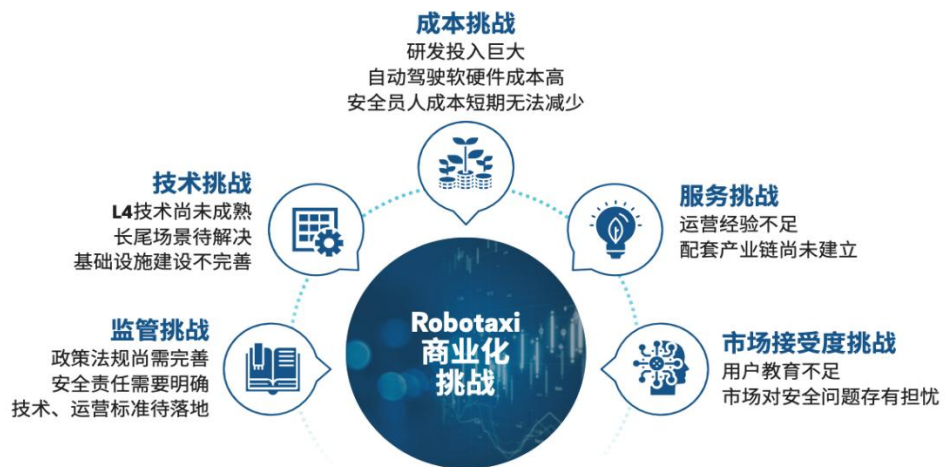 成本挑战
研发投入巨大
自动驾驶软硬件成本高
安全员人成本短期无法减少
技术挑战
L4技术尚未成熟
长尾场景待解决
基础设施建设不完善
服务挑战
运营经验不足
配套产业链尚未建立
监管挑战
政策法规尚需完善
安全责任需要明确
技术、运营标准待落地
Robotaxi
商业化
挑战
市场接受度挑战
用户教育不足
市场对安全问题存有担忧